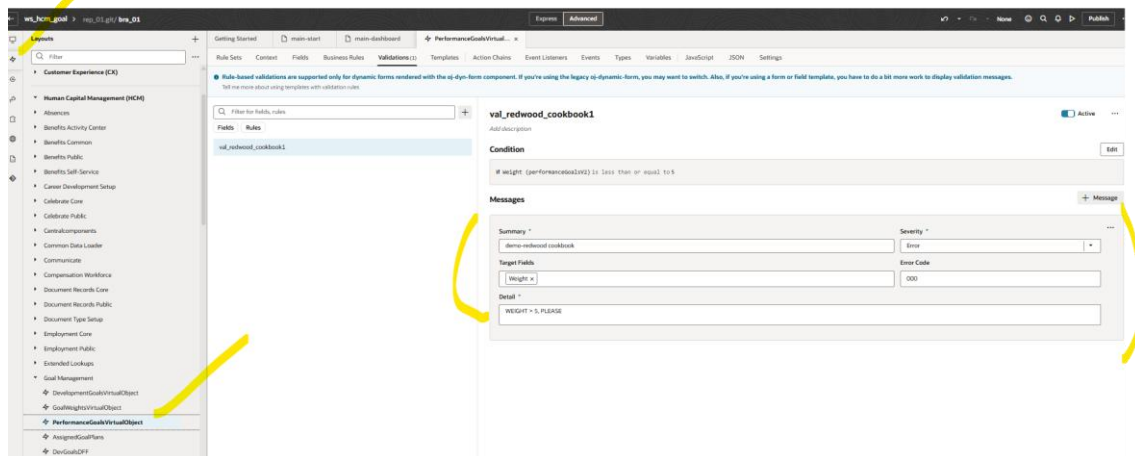 ws_hcm_goal > rep_01.git/ brs_01
Express Advanced
None Publish
Layouts
Filter
Customer Experience (CX)
Human Capital Management (HCM)
Absences
Benefits Activity Center
Benefits Common
Benefits Public
Benefits Self-Service
Career Development Setup
Celebrate Core
Celebrate Public
Centralcomponents
Common Data Loader
Communicate
Compensation Workforce
Document Records Core
Document Records Public
Document Type Setup
Employment Core
Employment Public
Extended Lookups
Goal Management
DevelopmentGoalsVirtualObject
GoalWeightsVirtualObject
PerformanceGoalsVirtualObject
AssignedGoalPlans
DevGoalsDFF
Getting Started main-start main-dashboard PerformanceGoalsVirtual... ×
Rule Sets Context Fields Business Rules Validations (1) Templates Action Chains Event Listeners Events Types Variables JavaScript JSON Settings
Rule-based validations are supported only for dynamic forms rendered with the oj-dyn-form component. If you're using the legacy oj-dynamic-form, you may want to switch. Also, if you're using a form or field template, you have to do a bit more work to display validation messages.
Tell me more about using templates with validation rules
Filter for fields, rules
Fields Rules
val_redwood_cookbook1
val_redwood_cookbook1
Active
Add description
Condition
Edit
If Weight (performanceGoalsV2) is less than or equal to 5
Messages
+ Message
Summary *
Severity *
demo-redwood cookbook
Error
Target Fields
Error Code
Weight ×
000
Detail *
WEIGHT > 5, PLEASE